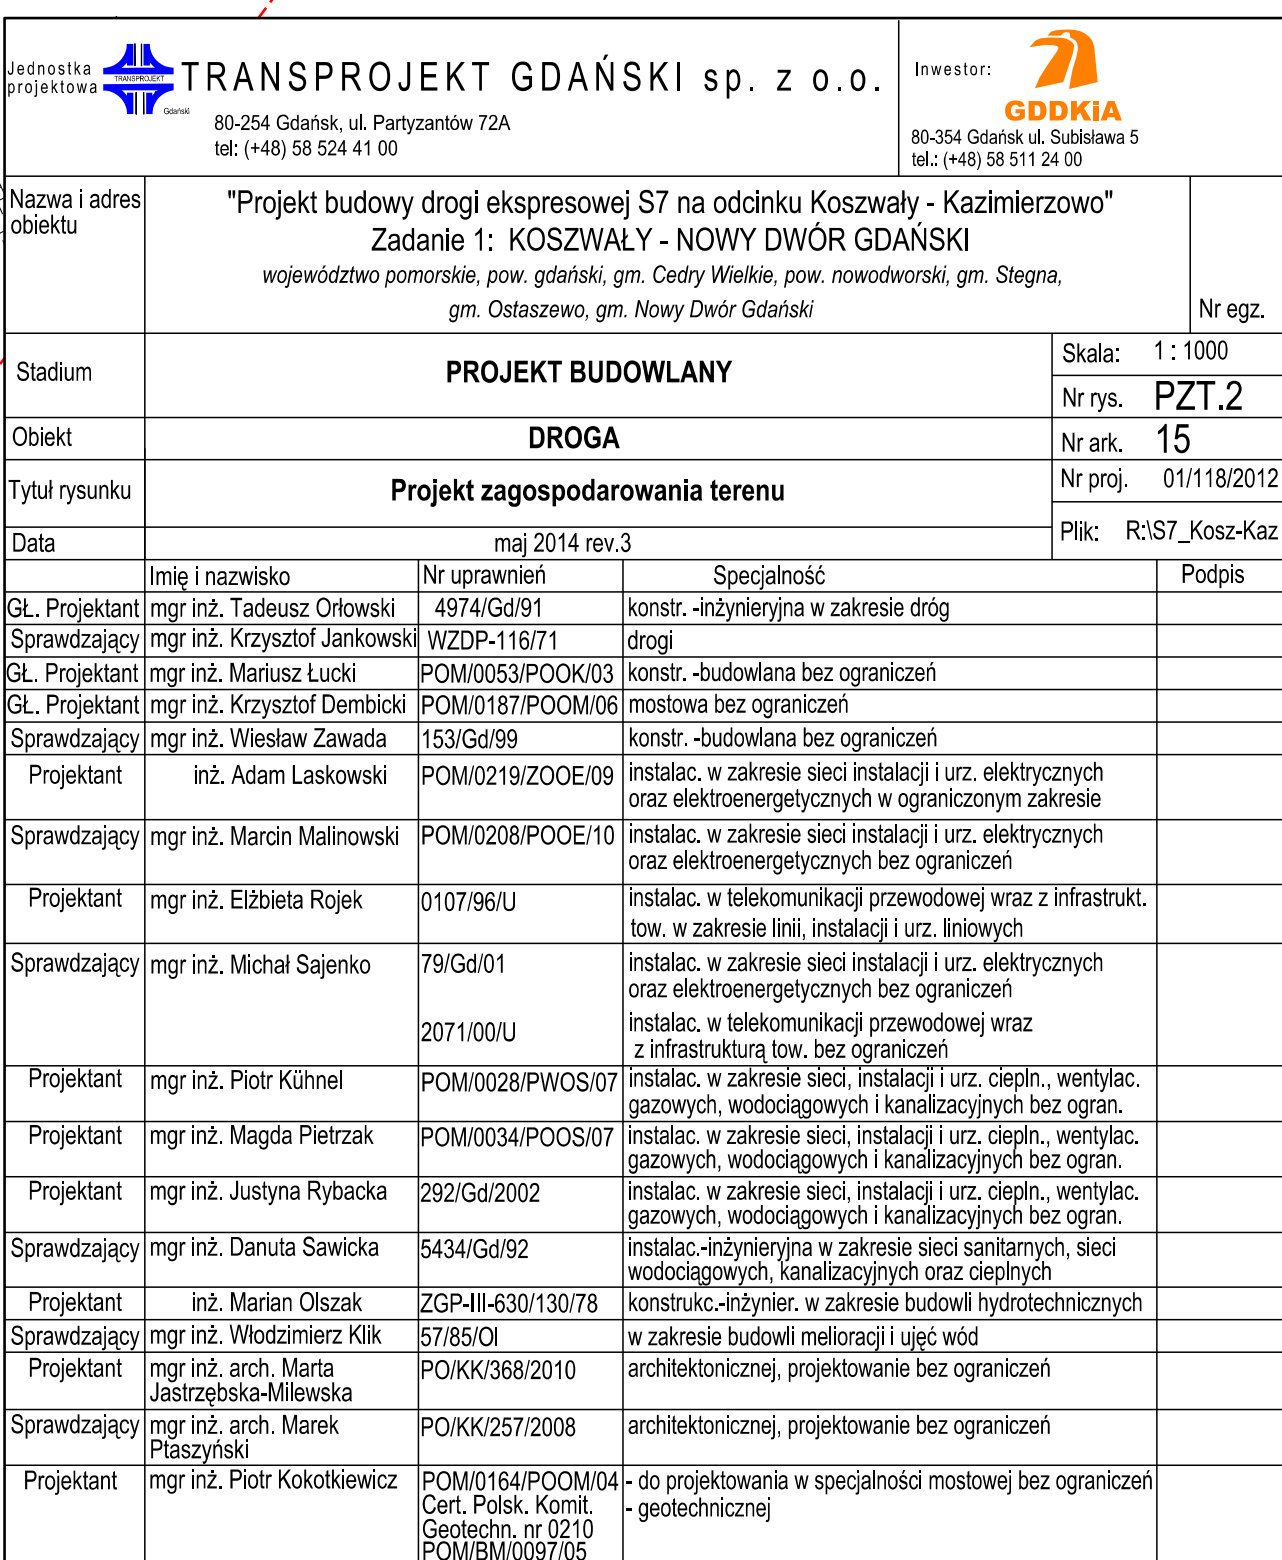 Jednostka
projektowa
TRANSPROJEKT
Gdański
TRANSPROJEKT GDAŃSKI sp. z o.o.
80-254 Gdańsk, ul. Partyzantów 72A
tel: (+48) 58 524 41 00
Inwestor:
GDDKiA
80-354 Gdańsk ul. Subisława 5
tel.: (+48) 58 511 24 00
Nazwa i adres
obiektu
"Projekt budowy drogi ekspresowej S7 na odcinku Koszwały - Kazimierzowo"
Zadanie 1: KOSZWAŁY - NOWY DWÓR GDAŃSKI
województwo pomorskie, pow. gdański, gm. Cedry Wielkie, pow. nowodworski, gm. Stegna,
gm. Ostaszewo, gm. Nowy Dwór Gdański
Nr egz.
Stadium
PROJEKT BUDOWLANY
Skala: 1 : 1000
Nr rys. PZT.2
Obiekt
DROGA
Nr ark. 15
Tytuł rysunku
Projekt zagospodarowania terenu
Nr proj. 01/118/2012
Plik: R:\S7_Kosz-Kaz
Data
maj 2014 rev.3
Imię i nazwisko Nr uprawnień Specjalność Podpis
GŁ. Projektant mgr inż. Tadeusz Orłowski 4974/Gd/91 konstr. -inżynieryjna w zakresie dróg
Sprawdzający mgr inż. Krzysztof Jankowski WZDP-116/71 drogi
GŁ. Projektant mgr inż. Mariusz Łucki POM/0053/POOK/03 konstr. -budowlana bez ograniczeń
GŁ. Projektant mgr inż. Krzysztof Dembicki POM/0187/POOM/06 mostowa bez ograniczeń
Sprawdzający mgr inż. Wiesław Zawada 153/Gd/99 konstr. -budowlana bez ograniczeń
Projektant inż. Adam Laskowski POM/0219/ZOOE/09 instalac. w zakresie sieci instalacji i urz. elektrycznych
oraz elektroenergetycznych w ograniczonym zakresie
Sprawdzający mgr inż. Marcin Malinowski POM/0208/POOE/10 instalac. w zakresie sieci instalacji i urz. elektrycznych
oraz elektroenergetycznych bez ograniczeń
Projektant mgr inż. Elżbieta Rojek 0107/96/U instalac. w telekomunikacji przewodowej wraz z infrastrukt.
tow. w zakresie linii, instalacji i urz. liniowych
Sprawdzający mgr inż. Michał Sajenko 79/Gd/01 instalac. w zakresie sieci instalacji i urz. elektrycznych
oraz elektroenergetycznych bez ograniczeń
2071/00/U instalac. w telekomunikacji przewodowej wraz
z infrastrukturą tow. bez ograniczeń
Projektant mgr inż. Piotr Kühnel POM/0028/PWOS/07 instalac. w zakresie sieci, instalacji i urz. ciepln., wentylac.
gazowych, wodociągowych i kanalizacyjnych bez ogran.
Projektant mgr inż. Magda Pietrzak POM/0034/POOS/07 instalac. w zakresie sieci, instalacji i urz. ciepln., wentylac.
gazowych, wodociągowych i kanalizacyjnych bez ogran.
Projektant mgr inż. Justyna Rybacka 292/Gd/2002 instalac. w zakresie sieci, instalacji i urz. ciepln., wentylac.
gazowych, wodociągowych i kanalizacyjnych bez ogran.
Sprawdzający mgr inż. Danuta Sawicka 5434/Gd/92 instalac.-inżynieryjna w zakresie sieci sanitarnych, sieci
wodociągowych, kanalizacyjnych oraz cieplnych
Projektant inż. Marian Olszak ZGP-III-630/130/78 konstrukc.-inżynier. w zakresie budowli hydrotechnicznych
Sprawdzający mgr inż. Włodzimierz Klik 57/85/Ol w zakresie budowli melioracji i ujęć wód
Projektant mgr inż. arch. Marta PO/KK/368/2010 architektonicznej, projektowanie bez ograniczeń
Jastrzębska-Milewska
Sprawdzający mgr inż. arch. Marek PO/KK/257/2008 architektonicznej, projektowanie bez ograniczeń
Ptaszyński
Projektant mgr inż. Piotr Kokotkiewicz POM/0164/POOM/04 - do projektowania w specjalności mostowej bez ograniczeń
Cert. Polsk. Komit. - geotechnicznej
Geotechn. nr 0210
POM/BM/0097/05